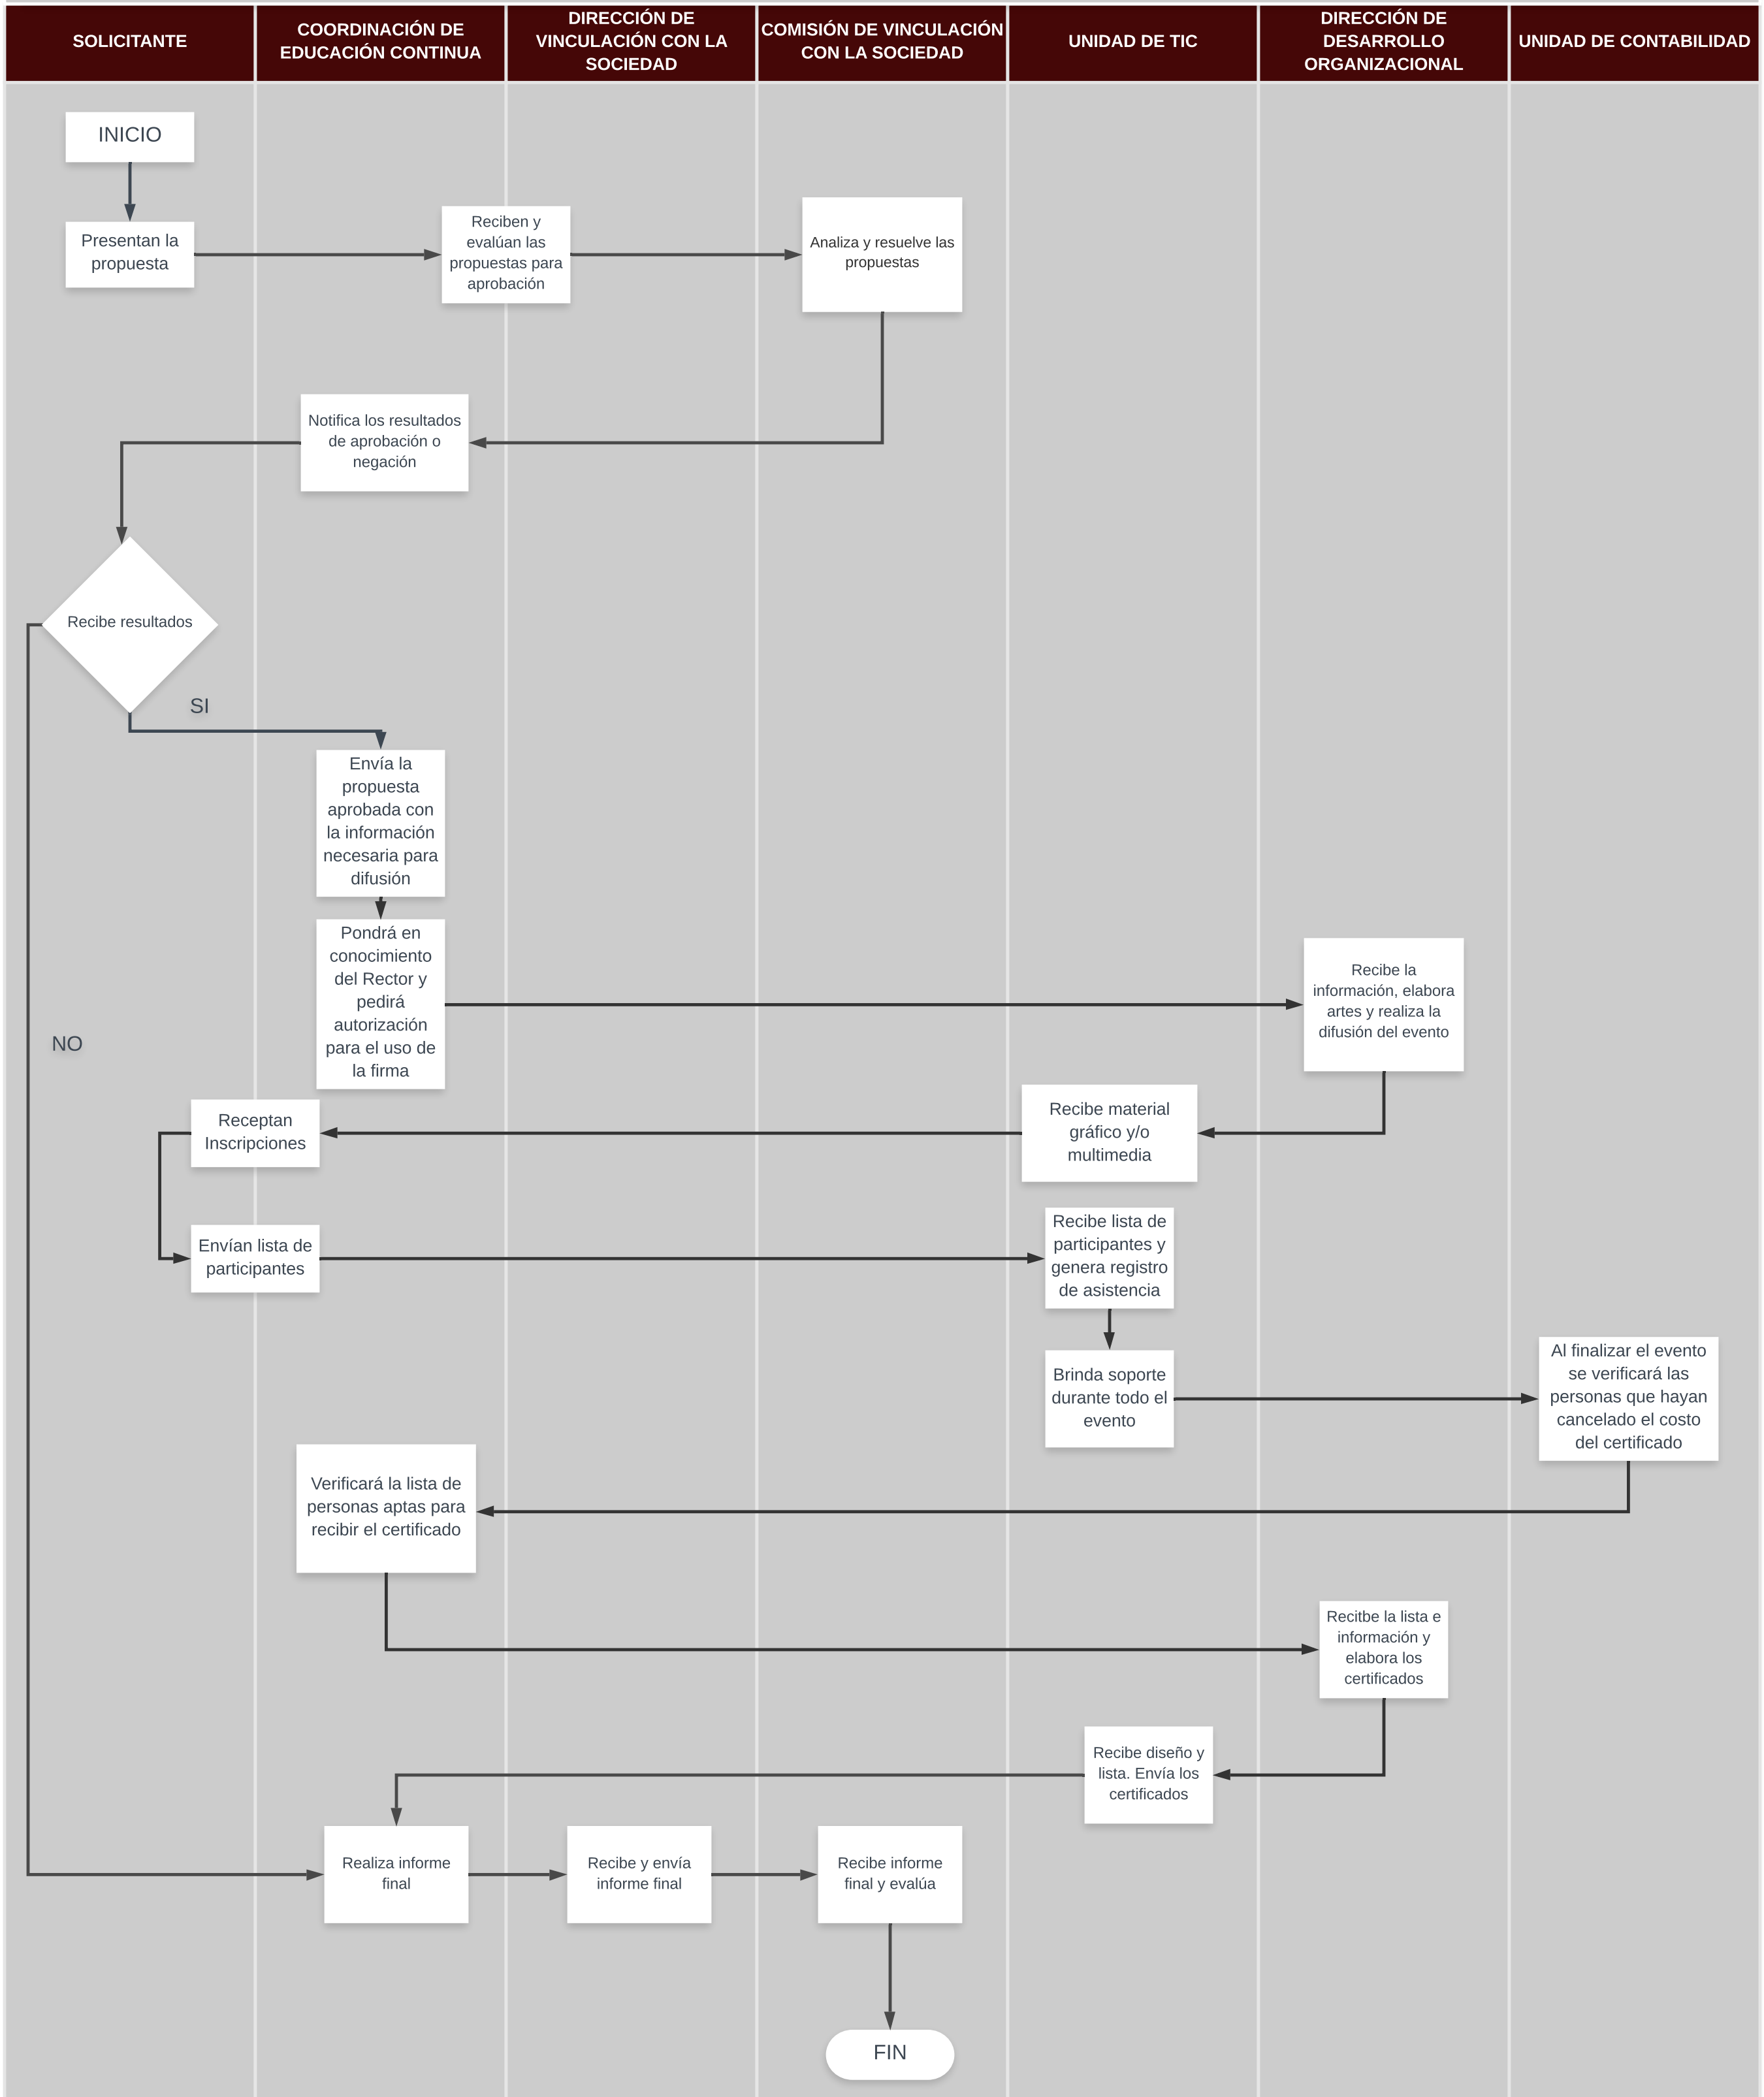 SOLICITANTE
COORDINACIÓN DE
EDUCACIÓN CONTINUA
DIRECCIÓN DE
VINCULACIÓN CON LA
SOCIEDAD
COMISIÓN DE VINCULACIÓN
CON LA SOCIEDAD
UNIDAD DE TIC
DIRECCIÓN DE
DESARROLLO
ORGANIZACIONAL
UNIDAD DE CONTABILIDAD
INICIO
Presentan la
propuesta
Reciben y
evalúan las
propuestas para
aprobación
Analiza y resuelve las
propuestas
Notifica los resultados
de aprobación o
negación
Recibe resultados
SI
Envía la
propuesta
aprobada con
la información
necesaria para
difusión
Pondrá en
conocimiento
del Rector y
pedirá
autorización
para el uso de
la firma
Recibe la
información, elabora
artes y realiza la
difusión del evento
NO
Recibe material
gráfico y/o
multimedia
Receptan
Inscripciones
Envían lista de
participantes
Recibe lista de
participantes y
genera registro
de asistencia
Brinda soporte
durante todo el
evento
Al finalizar el evento
se verificará las
personas que hayan
cancelado el costo
del certificado
Verificará la lista de
personas aptas para
recibir el certificado
Recitbe la lista e
información y
elabora los
certificados
Recibe diseño y
lista. Envía los
certificados
Realiza informe
final
Recibe y envía
informe final
Recibe informe
final y evalúa
FIN